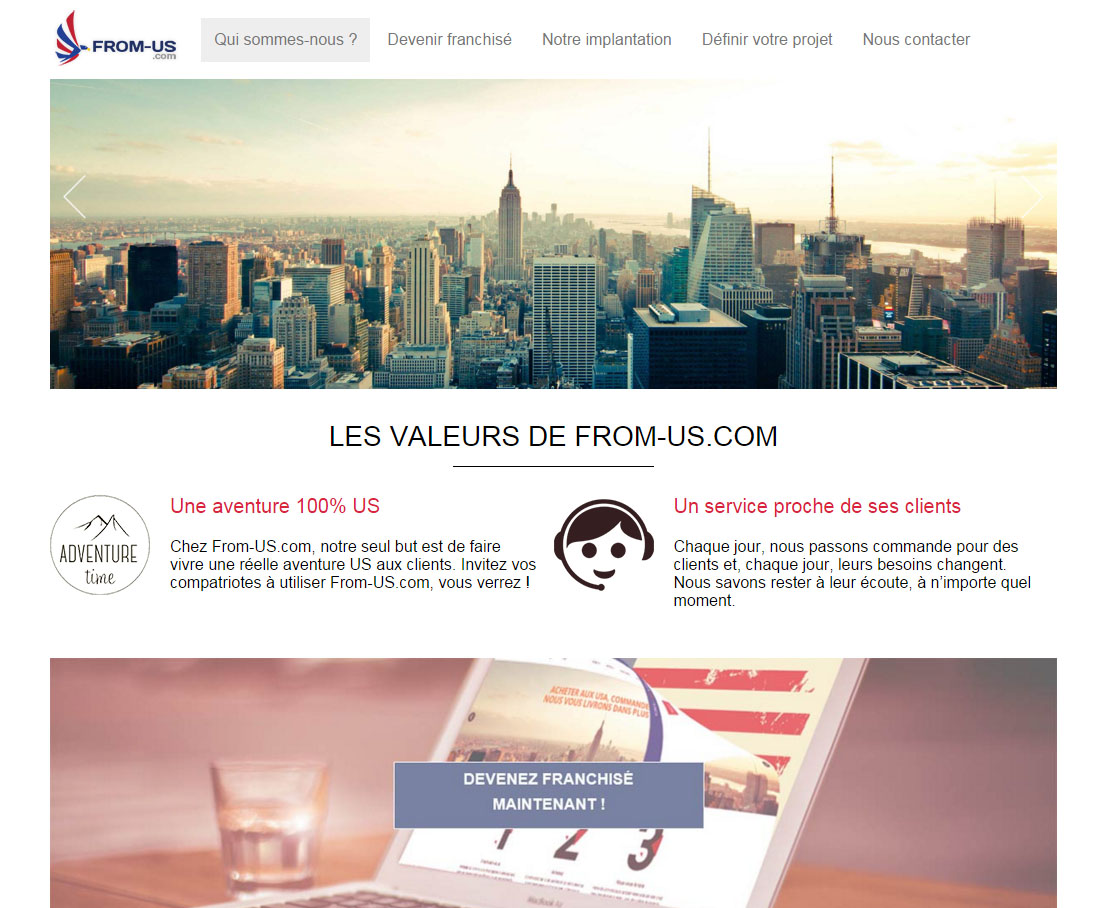 FROM-US
.com
Qui sommes-nous ?
Devenir franchisé
Notre implantation
Définir votre projet
Nous contacter
LES VALEURS DE FROM-US.COM
ADVENTURE
time
Une aventure 100% US
Chez From-US.com, notre seul but est de faire
vivre une réelle aventure US aux clients. Invitez vos
compatriotes à utiliser From-US.com, vous verrez !
Un service proche de ses clients
Chaque jour, nous passons commande pour des
clients et, chaque jour, leurs besoins changent.
Nous savons rester à leur écoute, à n’importe quel
moment.
ACHETER AUX USA, COMMANDE
NOUS VOUS LIVRONS DANS PLUS
DEVENEZ FRANCHISÉ
MAINTENANT !
1 2 3
MacBook Air